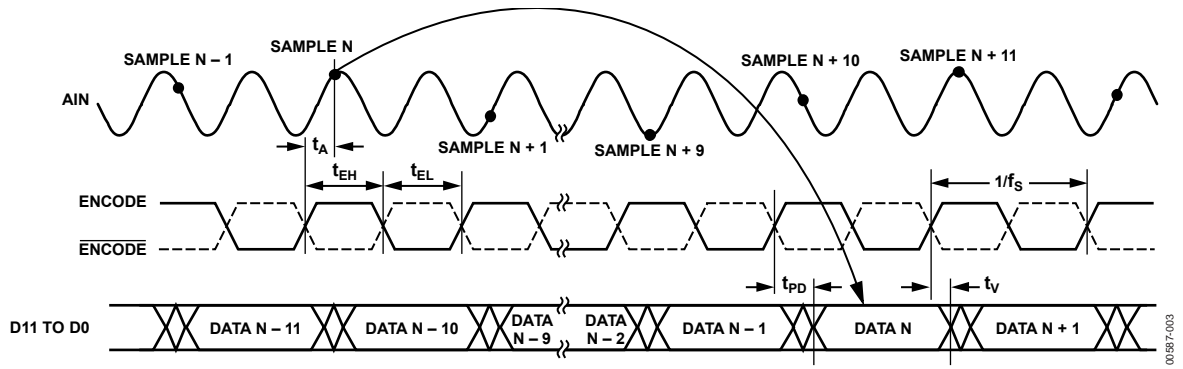 SAMPLE N – 1
SAMPLE N
SAMPLE N + 10
SAMPLE N + 11
AIN
tA
SAMPLE N + 1
SAMPLE N + 9
tEH
tEL
1/fS
ENCODE
ENCODE
tPD
tV
D11 TO D0
DATA N – 11
DATA N – 10
DATA
N – 9
DATA
N – 2
DATA N – 1
DATA N
DATA N + 1
00587-003